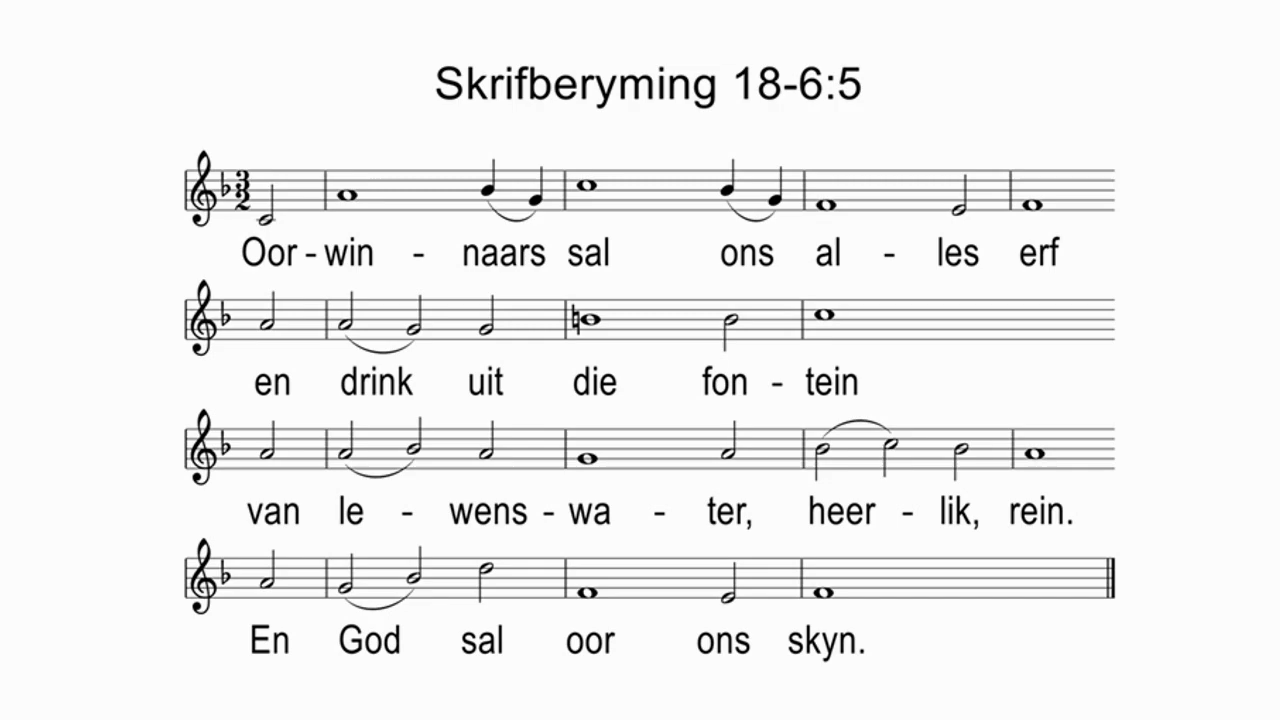 Skrifberyming 18-6:5
Oor - win - naars sal ons al - les erf
en drink uit die fon - tein
van le - wens - wa - ter, heer - lik, rein.
En God sal oor ons skyn.